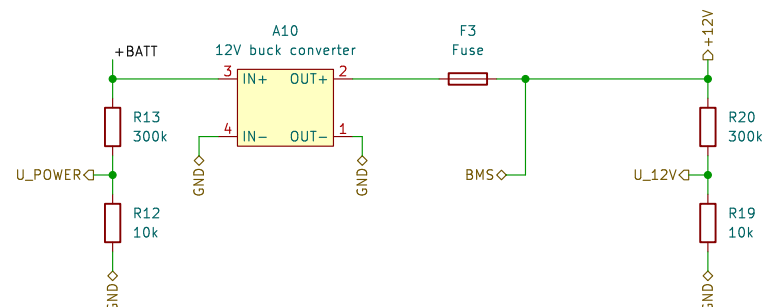 A10
12V buck converter
F3
Fuse
+BATT
+12V
3
IN+
OUT+
2
R13
300k
R20
300k
4
IN-
OUT-
1
U_POWER
GND
GND
BMS
U_12V
R12
10k
R19
10k
GND
GND